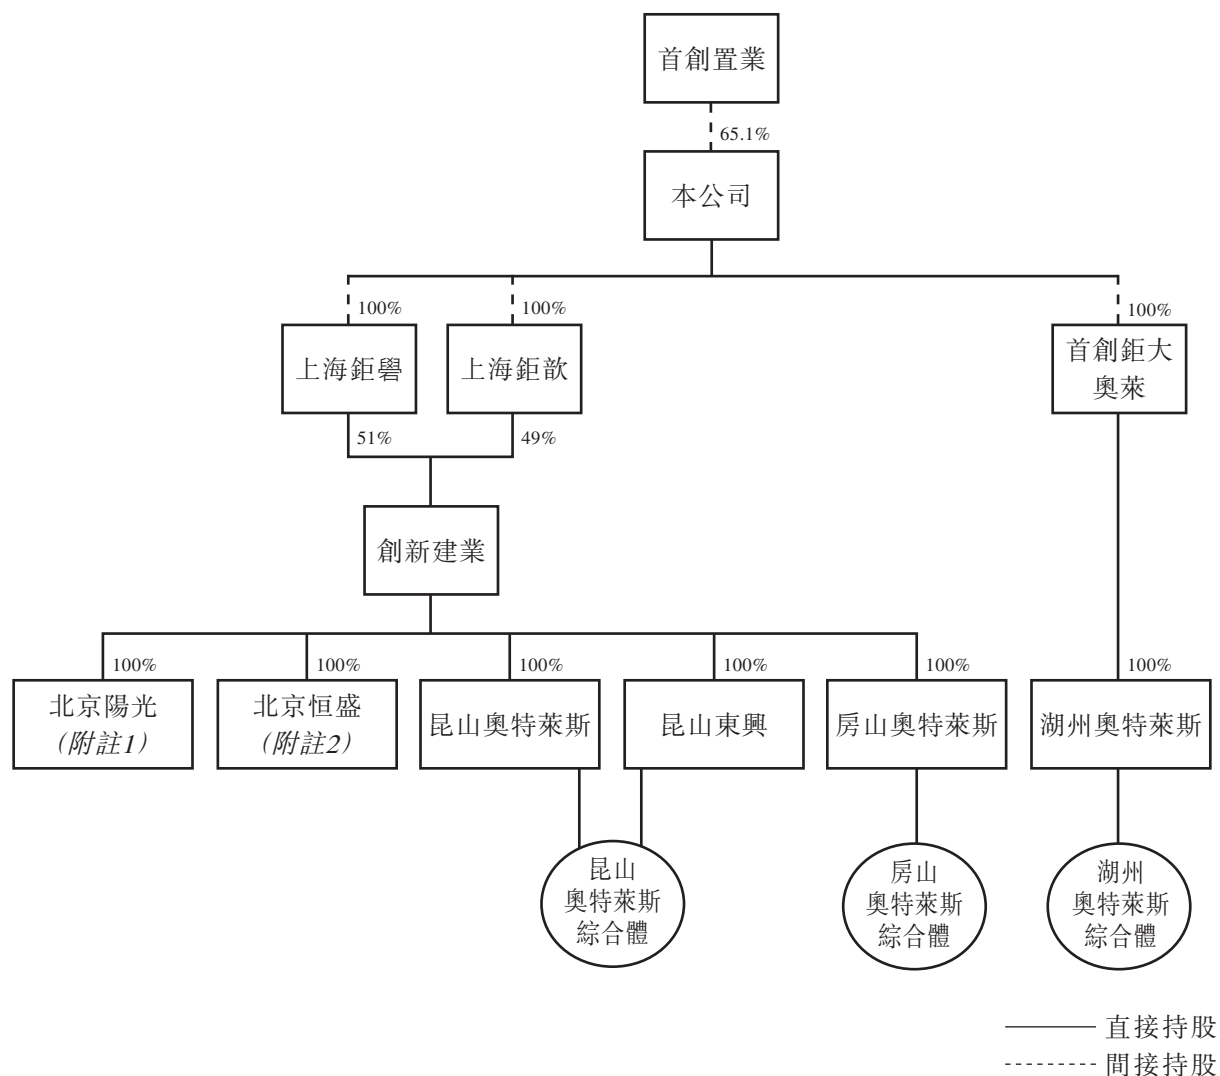 首創置業
65.1%
本公司
100%
100%
100%
上海鉅礐
上海鉅歆
首創鉅大
奧萊
51%
49%
創新建業
100%
100%
100%
100%
100%
100%
北京陽光
(附註1)
北京恒盛
(附註2)
昆山奧特萊斯
昆山東興
房山奧特萊斯
湖州奧特萊斯
昆山
奧特萊斯
綜合體
房山
奧特萊斯
綜合體
湖州
奧特萊斯
綜合體
直接持股
間接持股